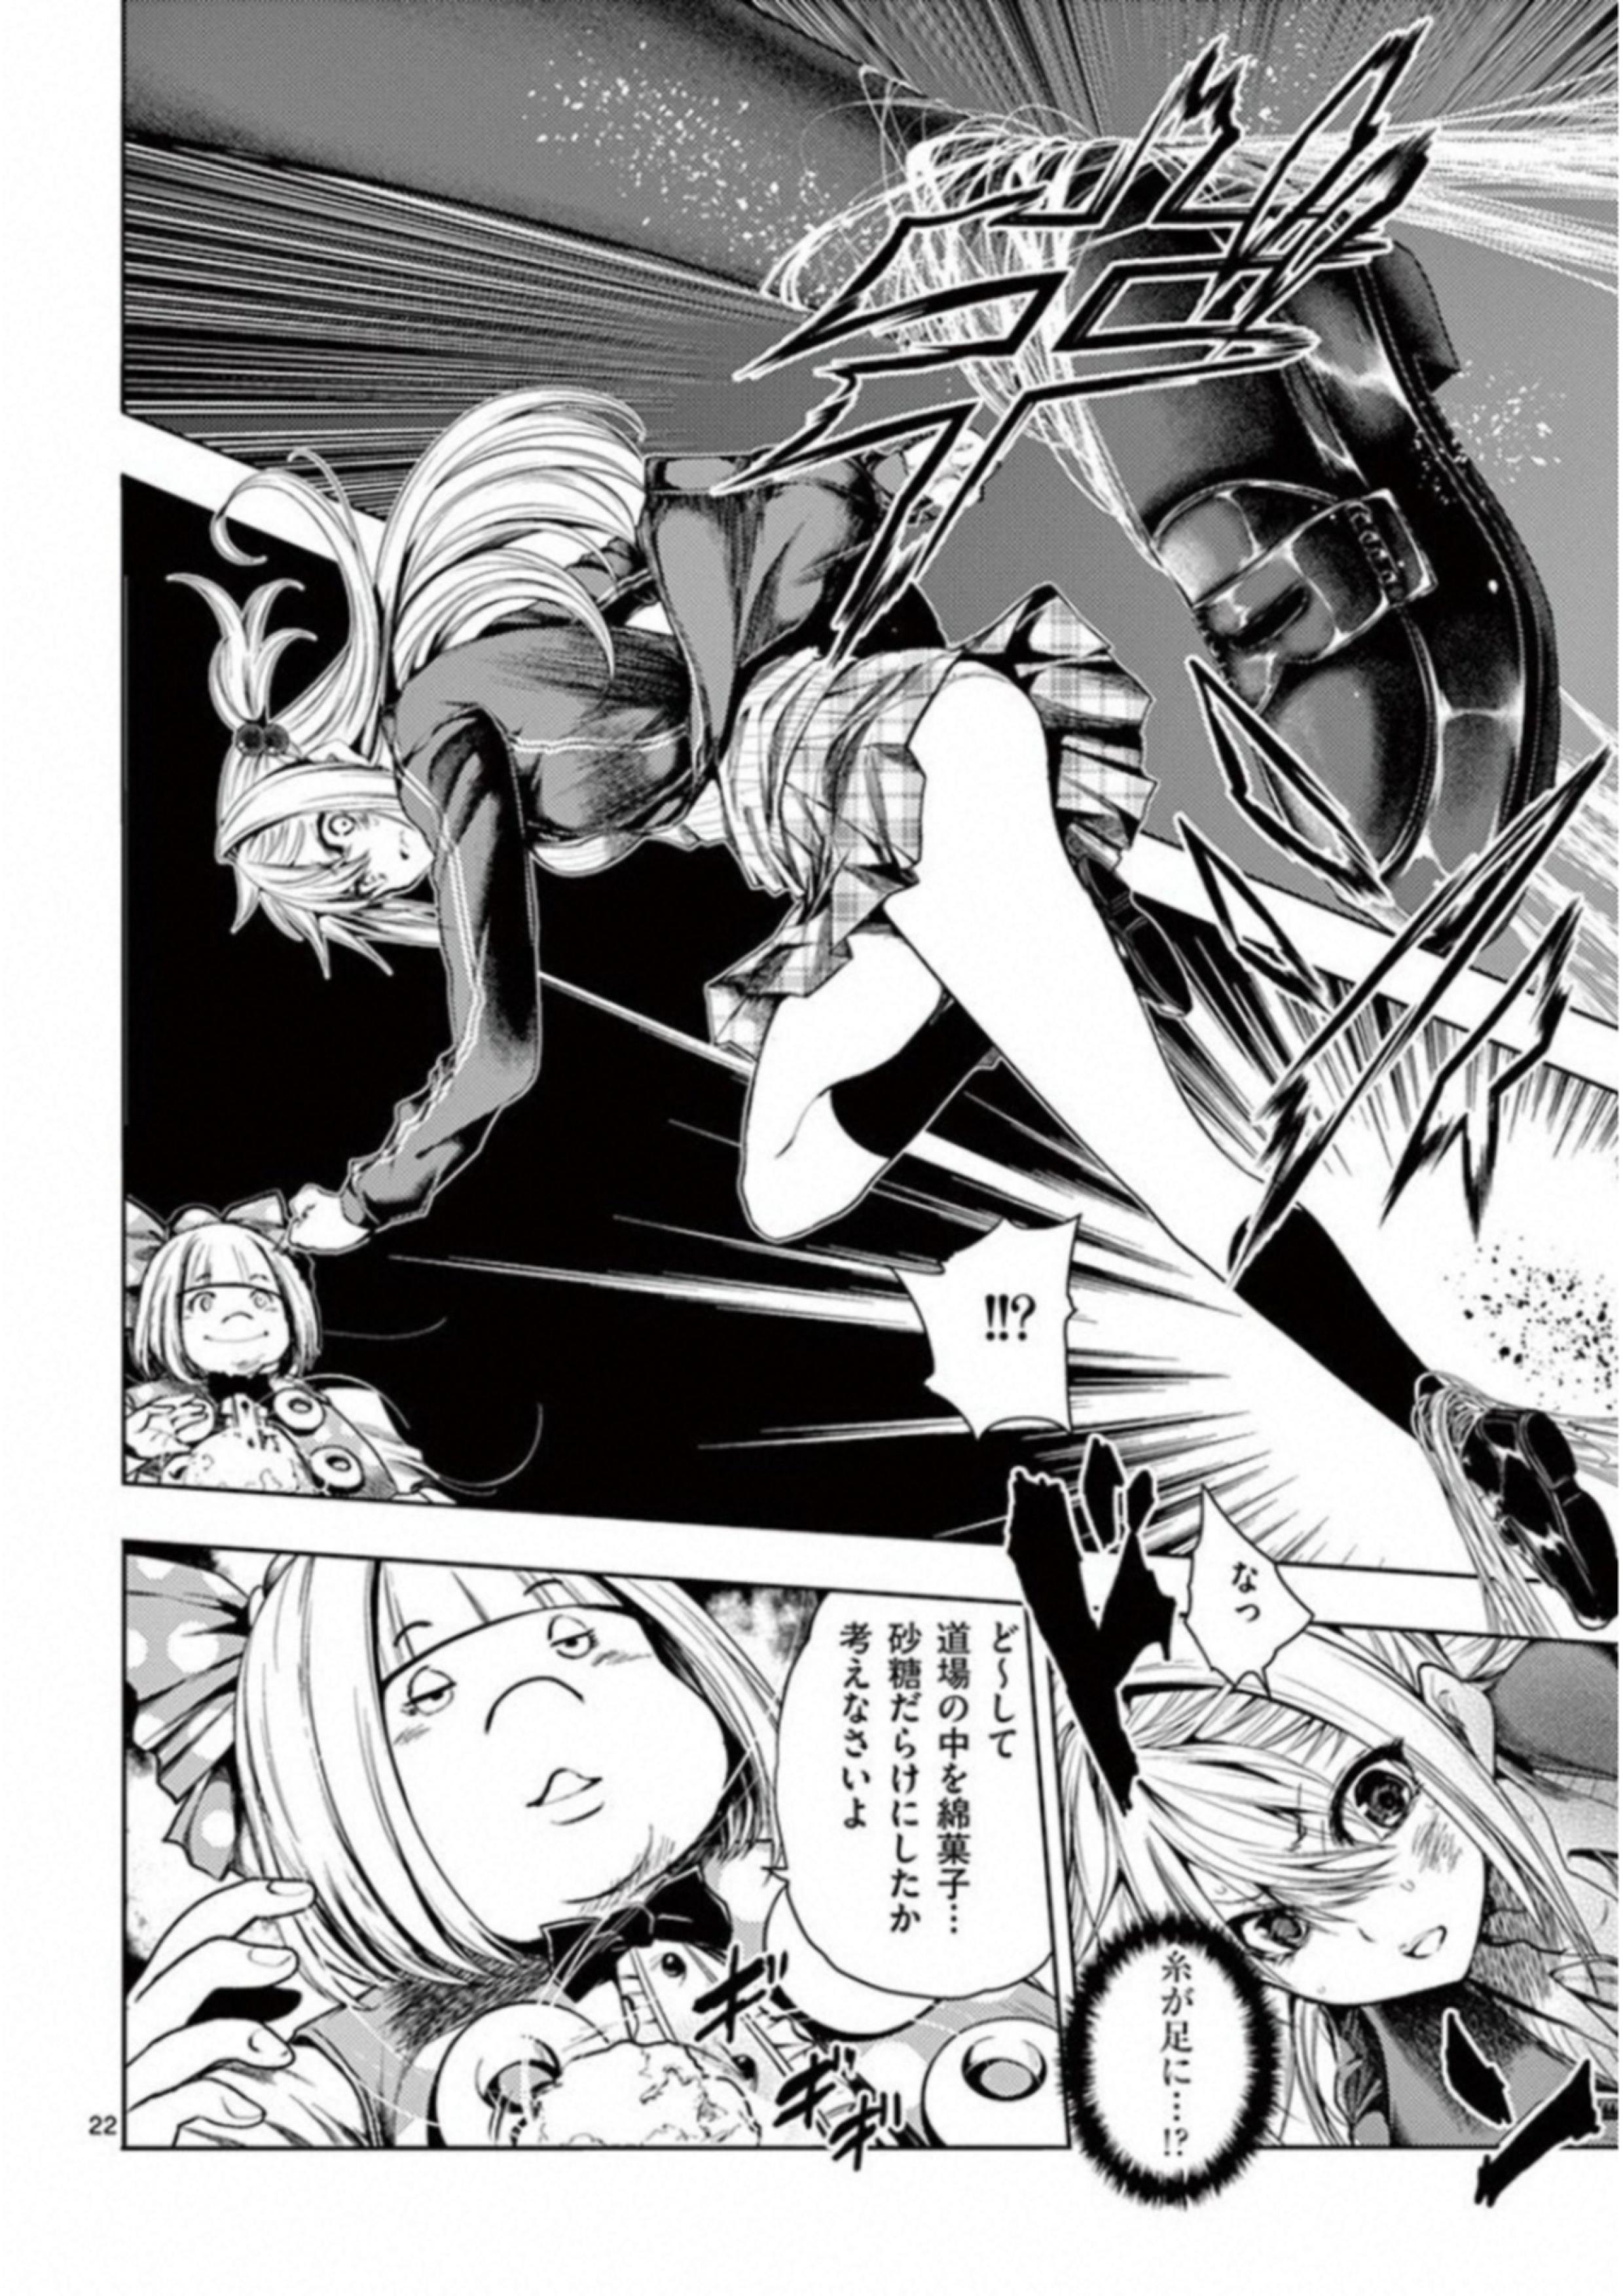 !!?
なっ
糸が足に…!?
ど〜して
道場の中を綿菓子…
砂糖だらけにしたか
考えなさいよ
ギ
ギギ
22